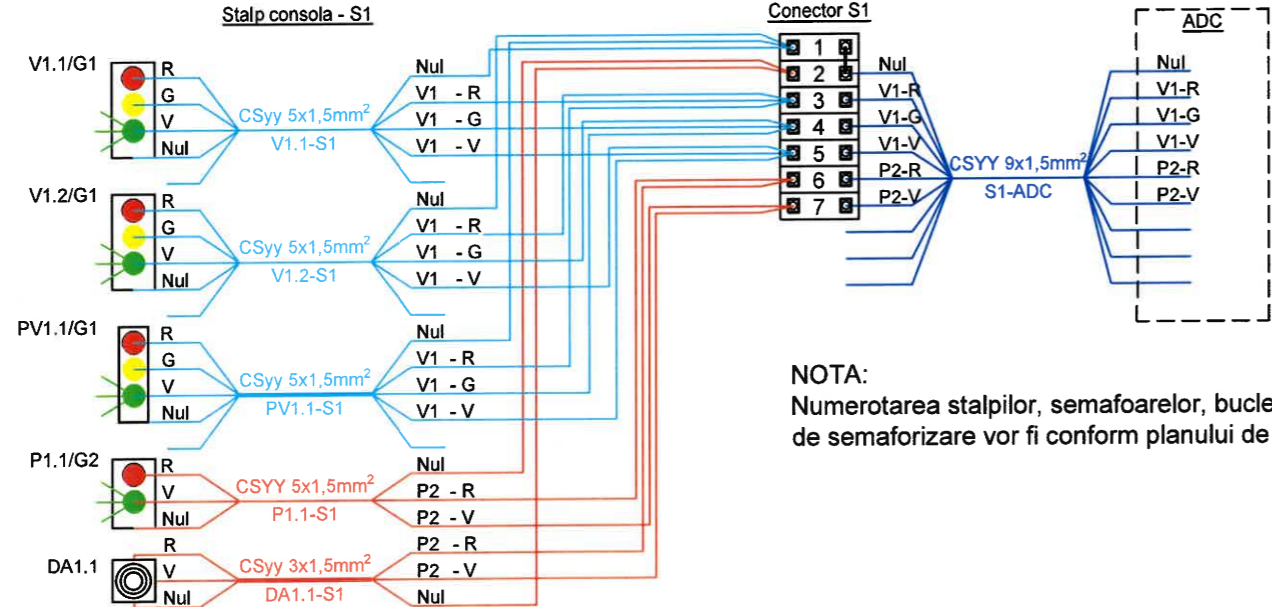 Stalp consola - S1
Conector S1
ADC
V1.1/G1
R
G
V
Nul
CSyy 5x1,5mm²
V1.1-S1
Nul
V1 - R
V1 - G
V1 - V
V1.2/G1
R
G
V
Nul
CSyy 5x1,5mm²
V1.2-S1
Nul
V1 - R
V1 - G
V1 - V
PV1.1/G1
R
G
V
Nul
CSyy 5x1,5mm²
PV1.1-S1
Nul
V1 - R
V1 - G
V1 - V
P1.1/G2
R
V
Nul
CSYY 5x1,5mm²
P1.1-S1
Nul
P2 - R
P2 - V
DA1.1
R
V
Nul
CSyy 3x1,5mm²
DA1.1-S1
P2 - R
P2 - V
Nul
1
2
3
4
5
6
7
Nul
V1-R
V1-G
V1-V
P2-R
P2-V
CSYY 9x1,5mm²
S1-ADC
Nul
V1-R
V1-G
V1-V
P2-R
P2-V
NOTA:
Numerotarea stalpilor, semafoarelor, bucle
de semaforizare vor fi conform planului de